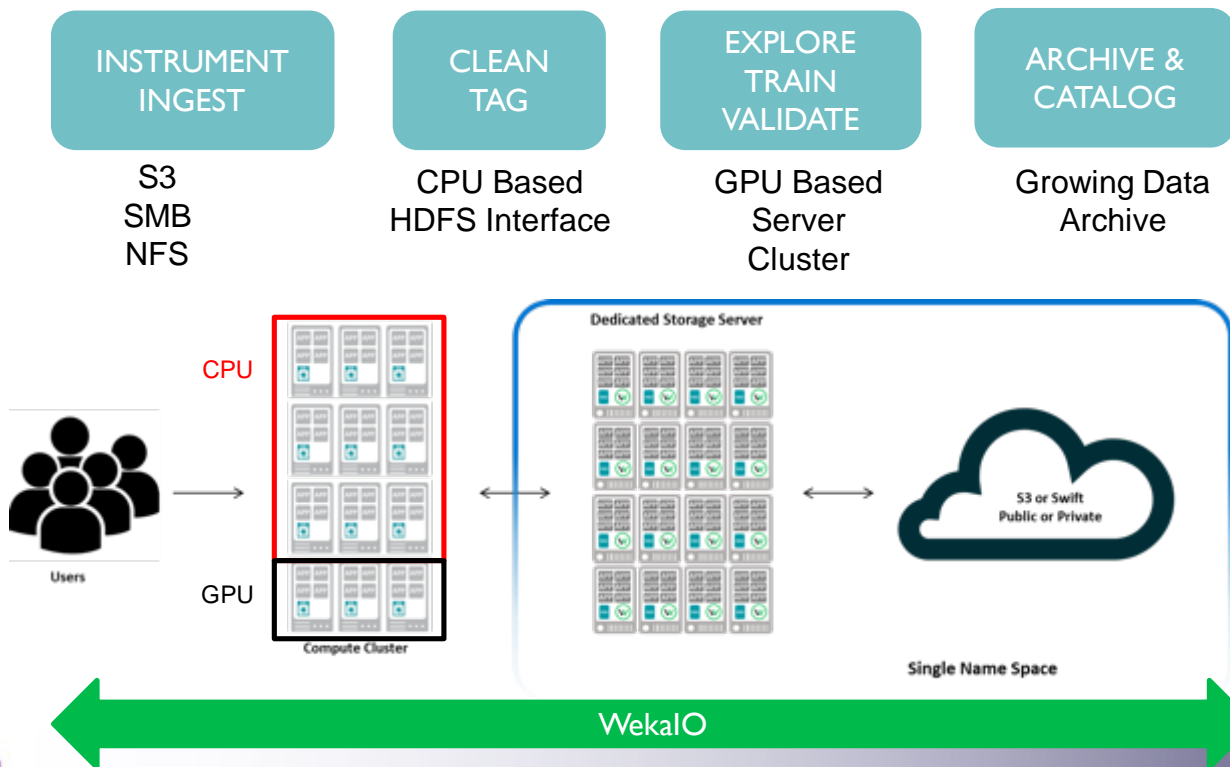 INSTRUMENT
INGEST
CLEAN
TAG
EXPLORE
TRAIN
VALIDATE
ARCHIVE &
CATALOG
S3
SMB
NFS
CPU Based
HDFS Interface
GPU Based
Server
Cluster
Growing Data
Archive
Dedicated Storage Server
CPU
GPU
Users
Compute Cluster
S3 or Swift
Public or Private
Single Name Space
WekaIO